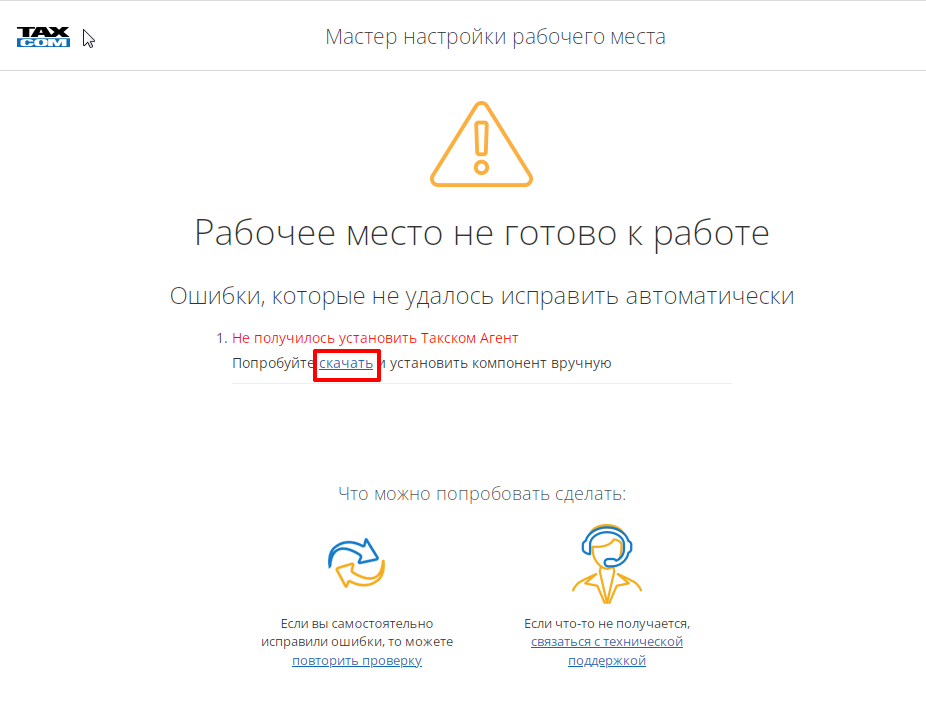 TAX
COM
Мастер настройки рабочего места
Рабочее место не готово к работе
Ошибки, которые не удалось исправить автоматически
1. Не получилось установить Такском Агент
Попробуйте скачать и установить компонент вручную
Что можно попробовать сделать:
Если вы самостоятельно
исправили ошибки, то можете
повторить проверку
Если что-то не получается,
связаться с технической
поддержкой